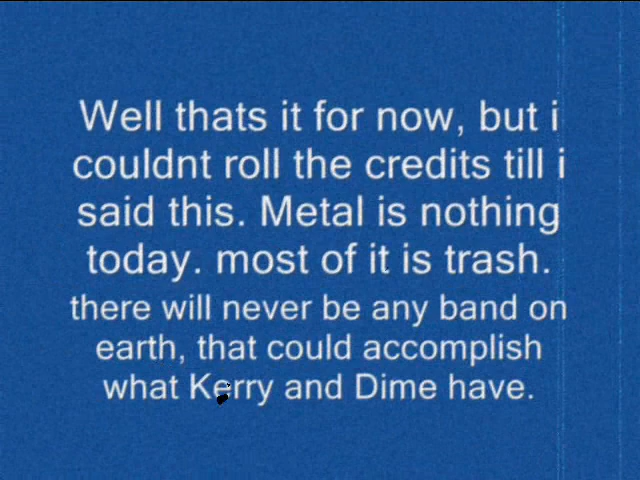 Well thats it for now, but i
couldnt roll the credits till i
said this. Metal is nothing
today. most of it is trash.
there will never be any band on
earth, that could accomplish
what Kerry and Dime have.